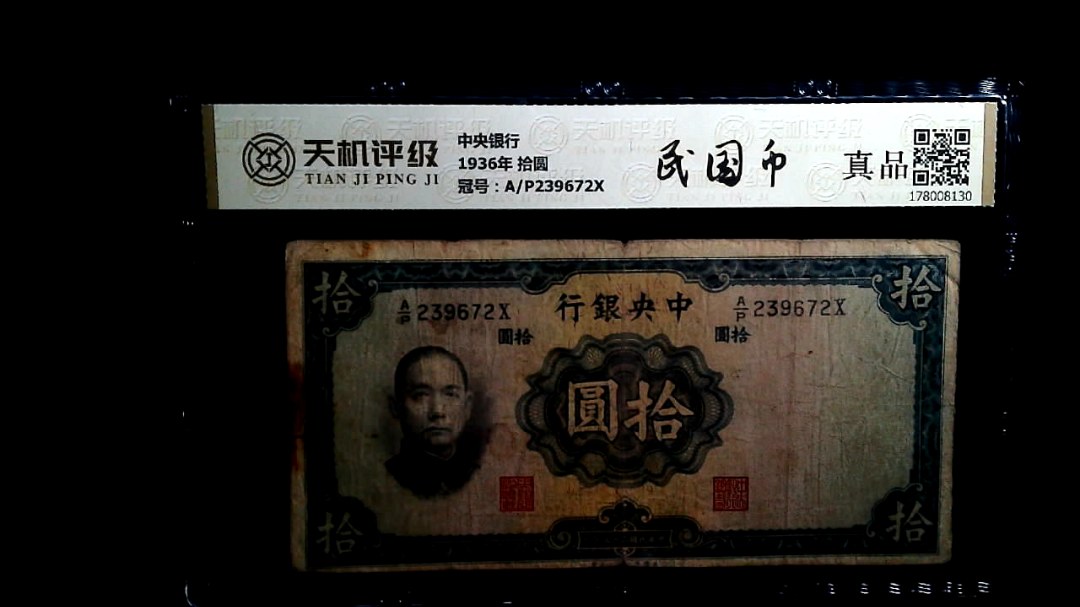 天机评级
TIAN JI PING JI
中央银行
1936年 拾圆
冠号：A/P239672X
民国币
真品
178008130
拾
拾
A/P 239672X
行銀央中
A/P 239672X
圓拾
圓拾
圓拾
拾
拾